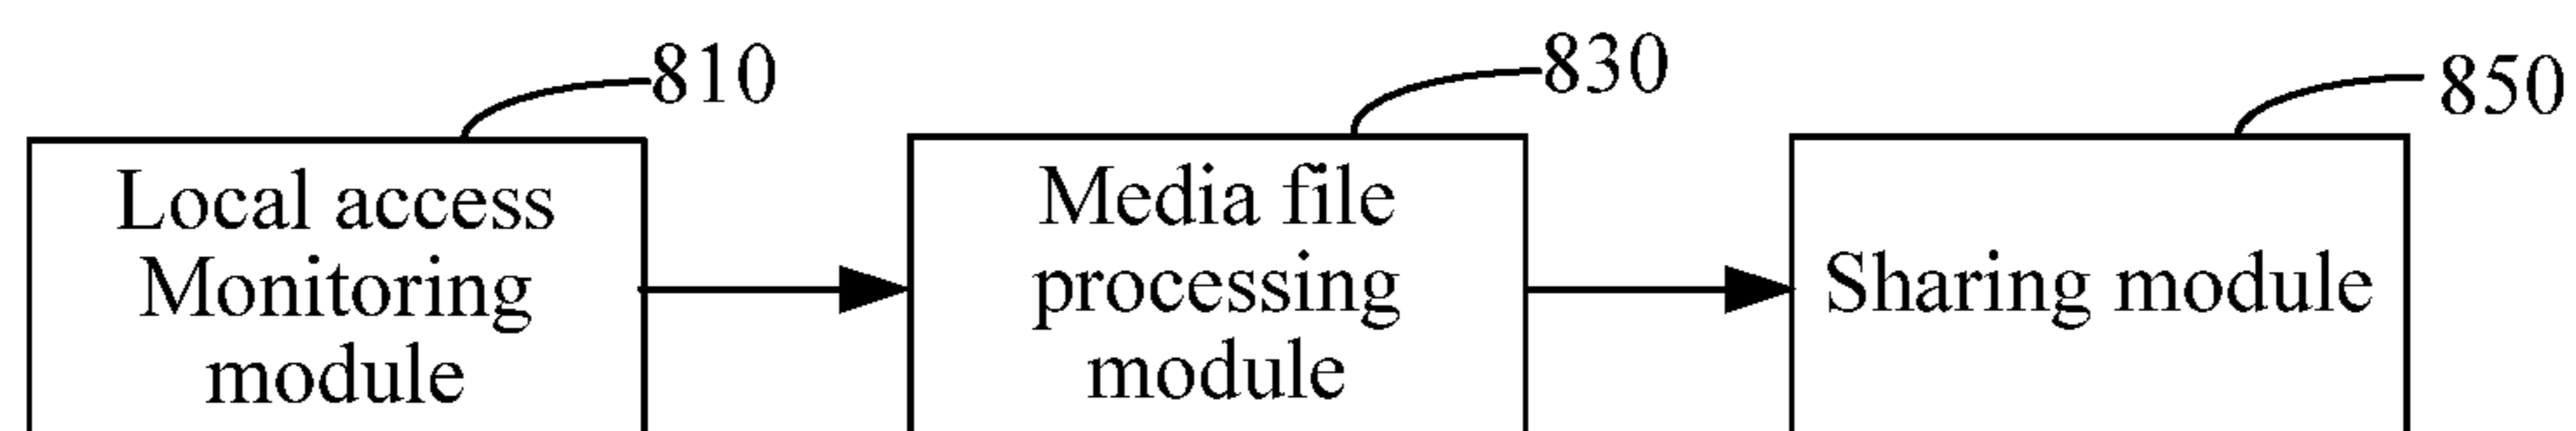 810
830
850
Local access
Monitoring
module
Media file
processing
module
Sharing module